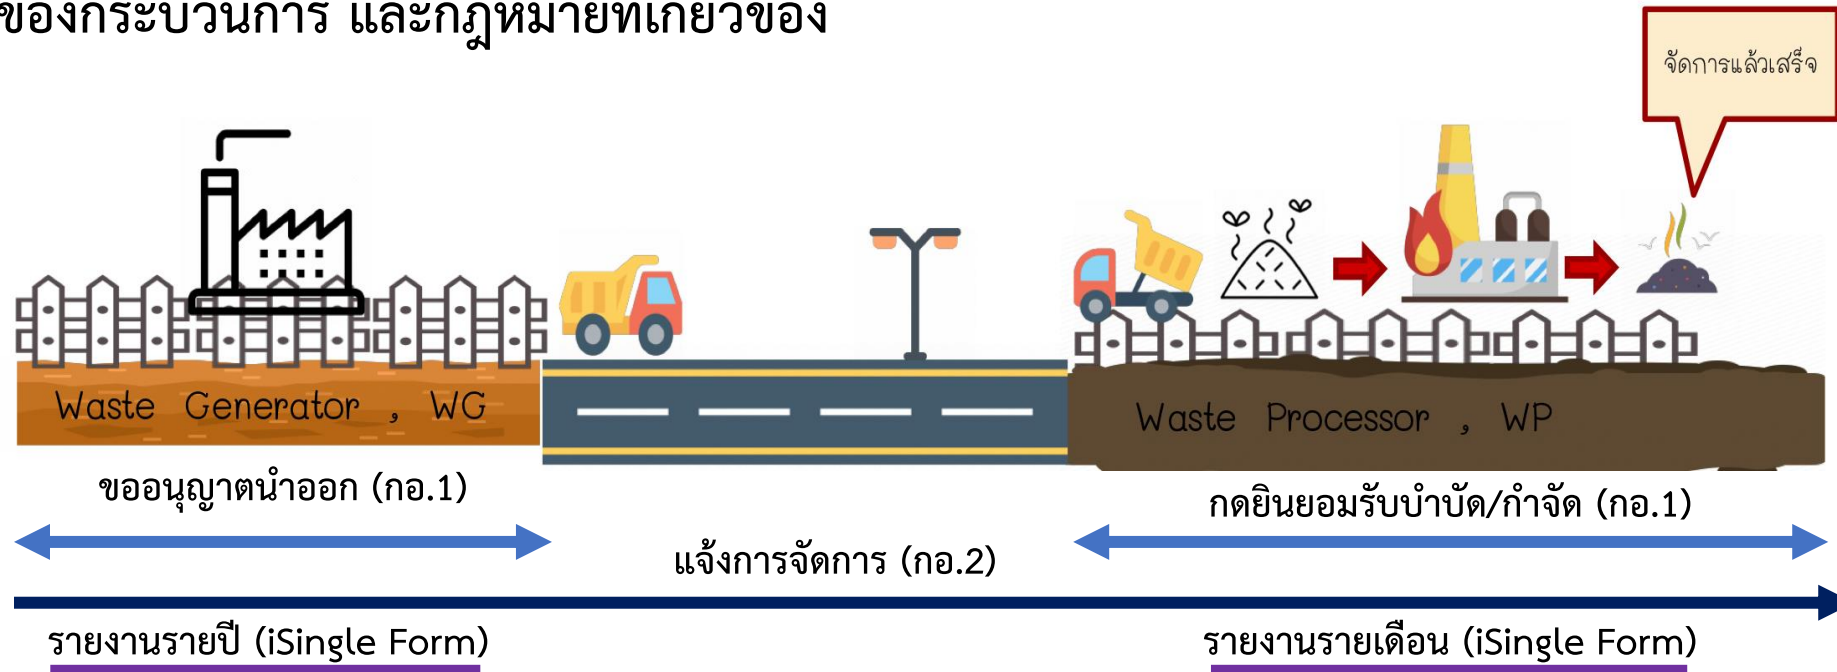 ของกระบวนการ และกฎหมายที่เกี่ยวข้อง
จัดการแล้วเสร็จ
Waste Generator , WG
Waste Processor , WP
ขออนุญาตนำออก (กอ.1)
กดยินยอมรับบำบัด/กำจัด (กอ.1)
แจ้งการจัดการ (กอ.2)
รายงานรายปี (iSingle Form)
รายงานรายเดือน (iSingle Form)